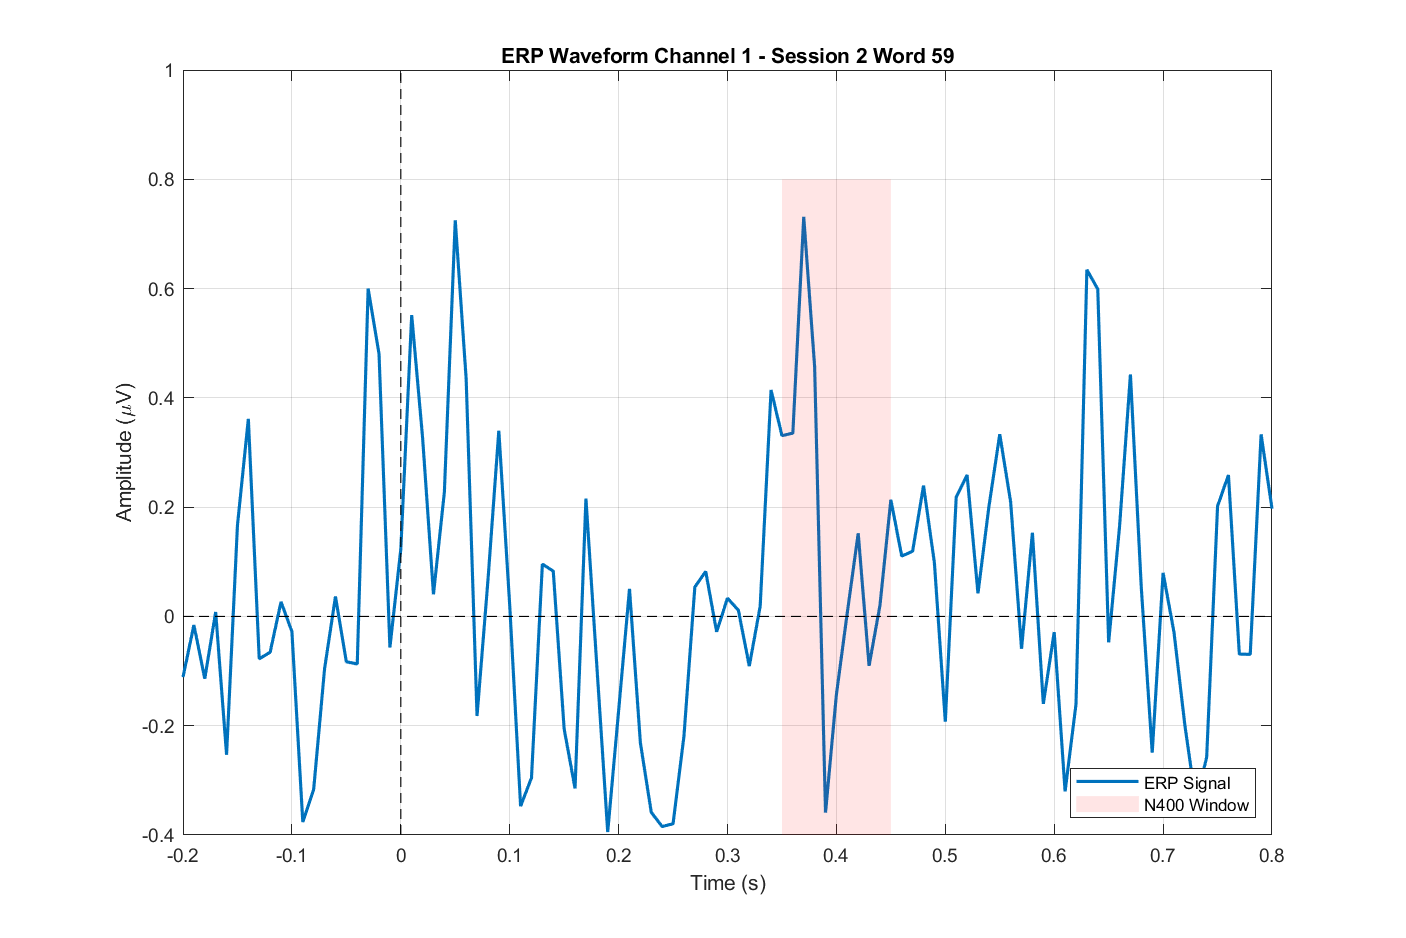 ERP Waveform Channel 1 - Session 2 Word 59
1
0.8
0.6
0.4
0.2
0
-0.2
-0.4
Amplitude (μV)
-0.2 -0.1 0 0.1 0.2 0.3 0.4 0.5 0.6 0.7 0.8
Time (s)
ERP Signal
N400 Window